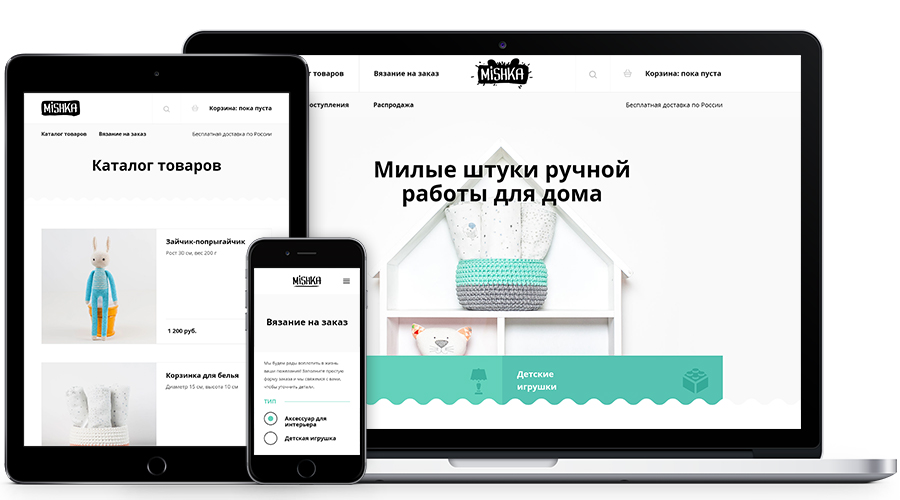 т товаров
Вязание на заказ
MiSHKA
Корзина: пока пуста
оступления
Распродажа
Бесплатная доставка по России
Милые штуки ручной
работы для дома
Детские
игрушки
MiSHKA
Корзина: пока пуста
Каталог товаров
Вязание на заказ
Бесплатная доставка по России
Каталог товаров
Зайчик-попрыгайчик
Рост 30 см, вес 200 г
1 200 руб.
Корзинка для белья
Диаметр 15 см, высота 10 см
MiSHKA
Вязание на заказ
Мы будем рады воплотить в жизнь
ваши пожелания! Заполните простую
форму заказа и мы свяжемся с вами,
чтобы уточнить детали.
ТИП
Аксессуар для
интерьера
Детская игрушка